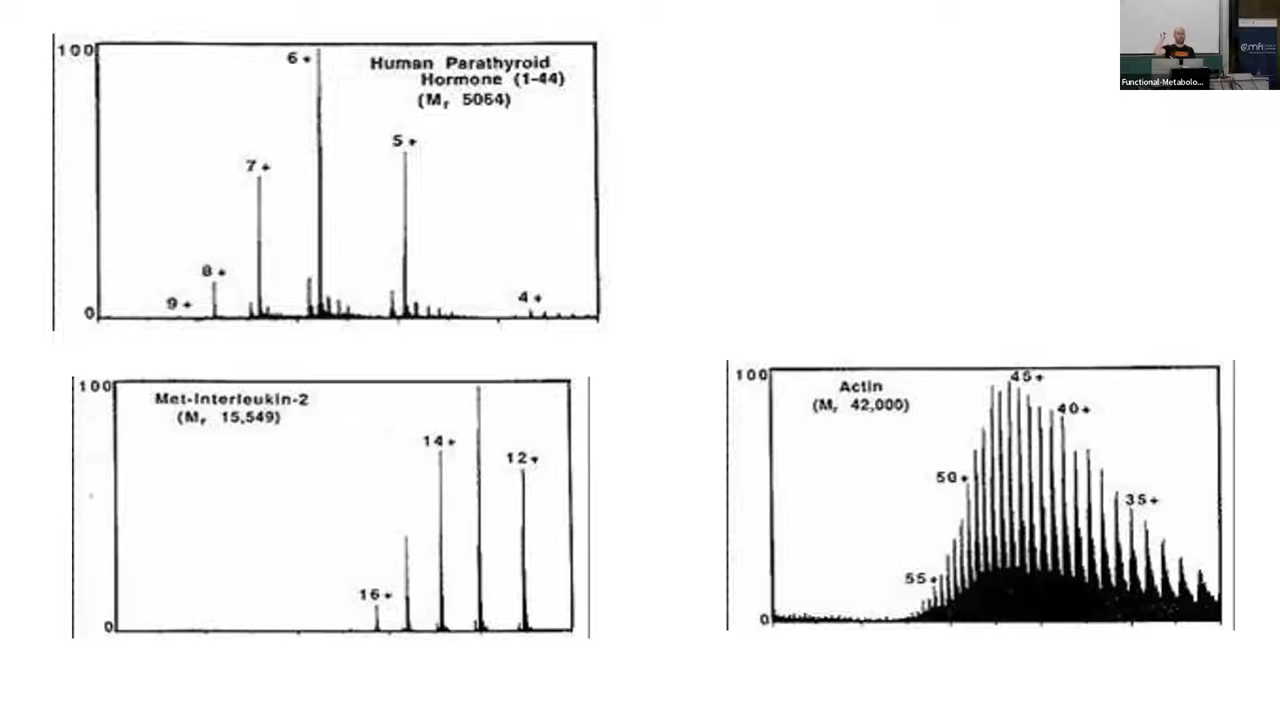 100
6+
Human Parathyroid
Hormone (1-44)
(Mr 5064)
7+
5+
8+
9+
4+
0
100
Met-Interleukin-2
(Mr 15,549)
14+
12+
16+
0
100
Actin
(Mr 42,000)
45+
40+
50+
35+
55+
0
cmfi
Functional-Metabolo...